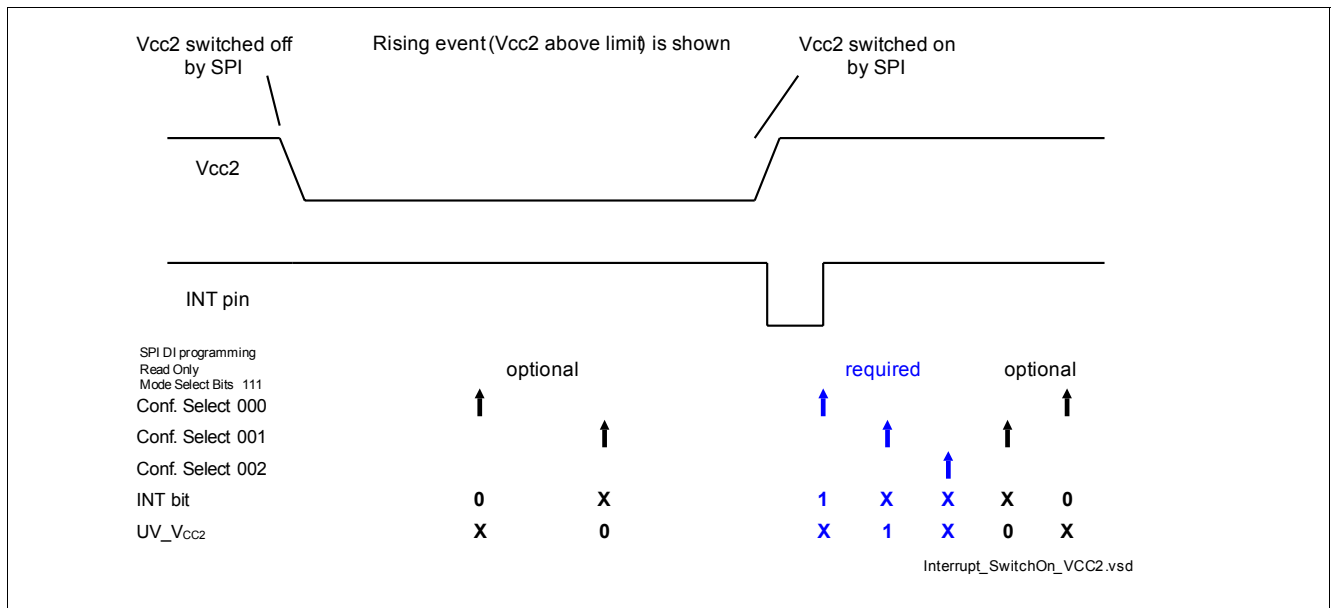 Vcc2 switched off
by SPI
Rising event (Vcc2 above limit) is shown
Vcc2 switched on
by SPI
Vcc2
INT pin
SPI DI programming
Read Only
Mode Select Bits 111
optional
required
optional
Conf. Select 000
Conf. Select 001
Conf. Select 002
INT bit 0 X 1 X X X 0
UV_VCC2 X 0 X 1 X 0 X
Interrupt_SwitchOn_VCC2.vsd